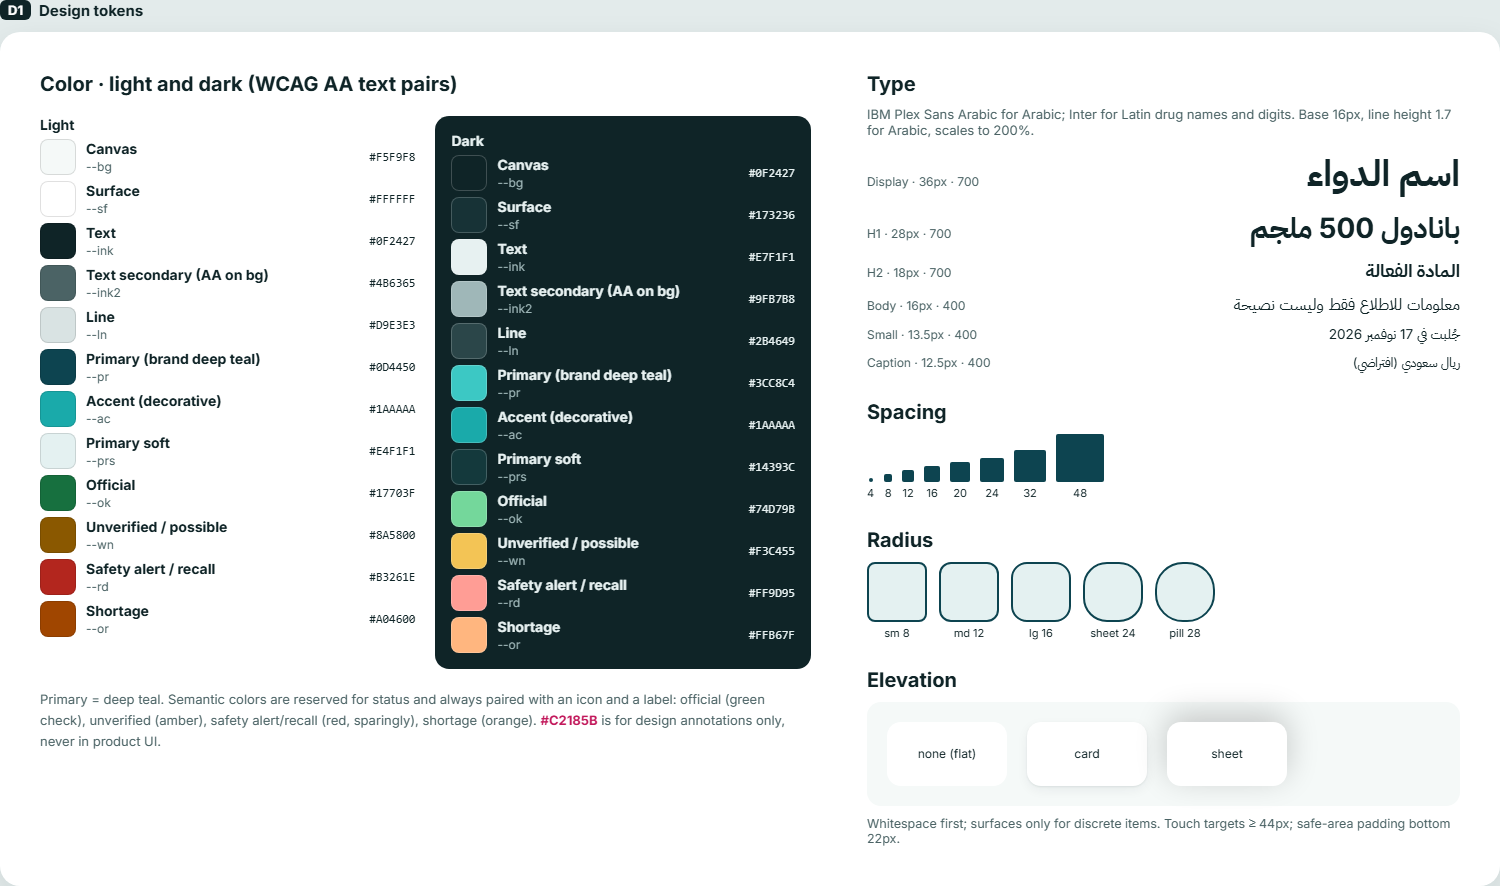 D1 Design tokens
Color · light and dark (WCAG AA text pairs)
Light
Canvas
--bg
#F5F9F8
Surface
--sf
#FFFFFF
Text
--ink
#0F2427
Text secondary (AA on bg)
--ink2
#4B6365
Line
--ln
#D9E3E3
Primary (brand deep teal)
--pr
#0D4450
Accent (decorative)
--ac
#1AAAAA
Primary soft
--prs
#E4F1F1
Official
--ok
#17703F
Unverified / possible
--wn
#8A5800
Safety alert / recall
--rd
#B3261E
Shortage
--or
#A04600
Dark
Canvas
--bg
#0F2427
Surface
--sf
#173236
Text
--ink
#E7F1F1
Text secondary (AA on bg)
--ink2
#9FB7B8
Line
--ln
#2B4649
Primary (brand deep teal)
--pr
#3CC8C4
Accent (decorative)
--ac
#1AAAAA
Primary soft
--prs
#14393C
Official
--ok
#74D79B
Unverified / possible
--wn
#F3C455
Safety alert / recall
--rd
#FF9D95
Shortage
--or
#FFB67F
Primary = deep teal. Semantic colors are reserved for status and always paired with an icon and a label: official (green
check), unverified (amber), safety alert/recall (red, sparingly), shortage (orange). #C2185B is for design annotations only,
never in product UI.
Type
IBM Plex Sans Arabic for Arabic; Inter for Latin drug names and digits. Base 16px, line height 1.7
for Arabic, scales to 200%.
Display · 36px · 700
اسم الدواء
H1 · 28px · 700
بانادول 500 ملجم
H2 · 18px · 700
المادة الفعالة
Body · 16px · 400
معلومات للاطلاع فقط وليست نصيحة
Small · 13.5px · 400
جُلبت في 17 نوفمبر 2026
Caption · 12.5px · 400
ريال سعودي (افتراضي)
Spacing
4 8 12 16 20 24 32 48
Radius
sm 8 md 12 lg 16 sheet 24 pill 28
Elevation
none (flat) card sheet
Whitespace first; surfaces only for discrete items. Touch targets ≥ 44px; safe-area padding bottom
22px.